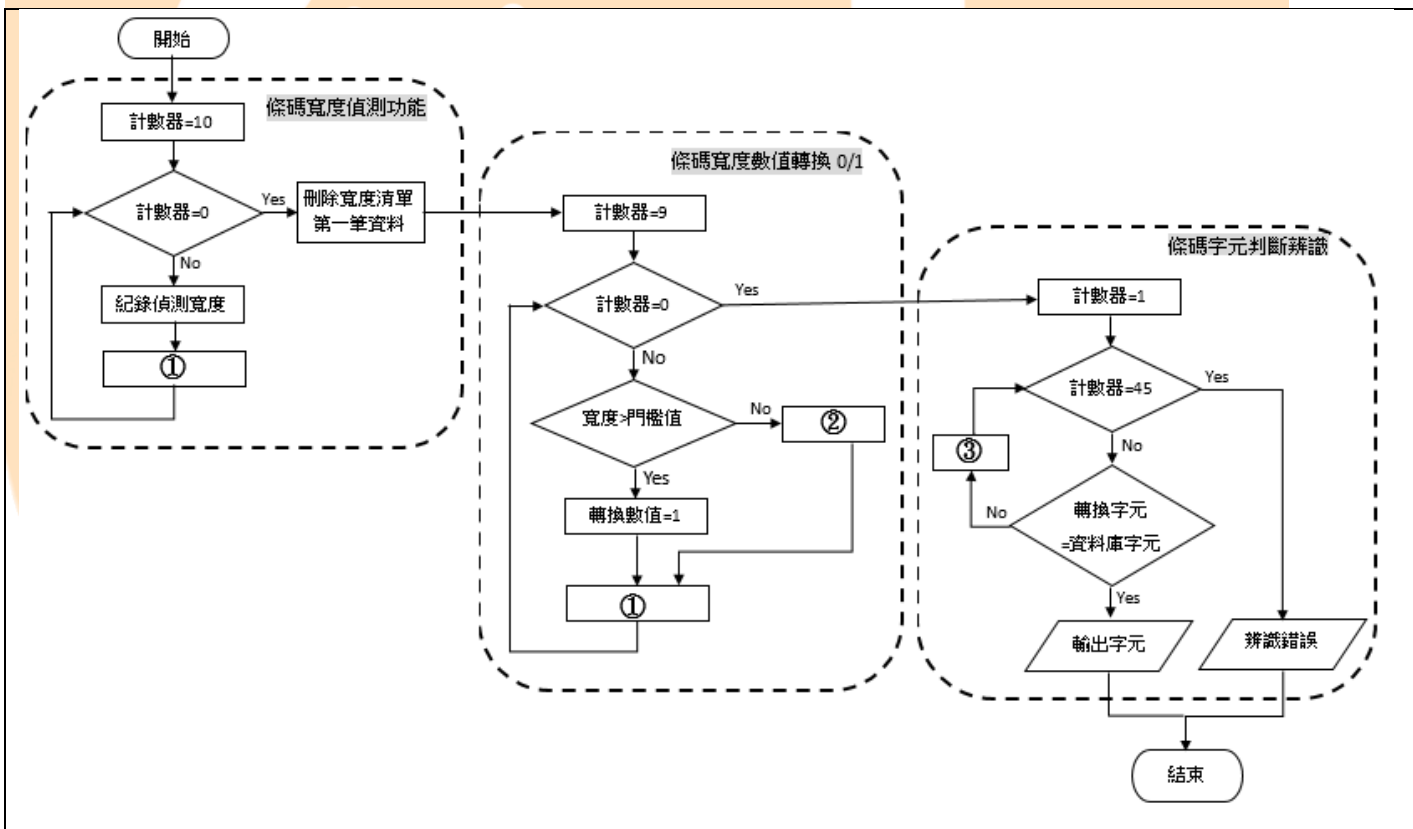 開始
條碼寬度偵測功能
計數器=10
計數器=0
Yes
刪除寬度清單
第一筆資料
No
紀錄偵測寬度
①
條碼寬度數值轉換 0/1
計數器=9
計數器=0
Yes
No
寬度>門檻值
No
②
Yes
轉換數值=1
①
條碼字元判斷辨識
計數器=1
計數器=45
Yes
③
No
No
轉換字元
=資料庫字元
Yes
輸出字元
辨識錯誤
結束